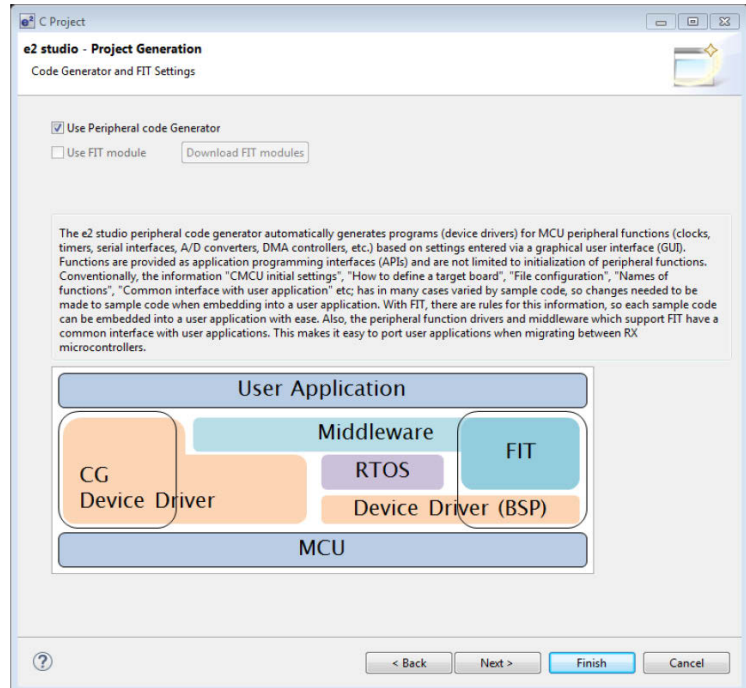 e² C Project
e2 studio - Project Generation
Code Generator and FIT Settings
Use Peripheral code Generator
Use FIT module Download FIT modules
The e2 studio peripheral code generator automatically generates programs (device drivers) for MCU peripheral functions (clocks,
timers, serial interfaces, A/D converters, DMA controllers, etc.) based on settings entered via a graphical user interface (GUI).
Functions are provided as application programming interfaces (APIs) and are not limited to initialization of peripheral functions.
Conventionally, the information "CMCU initial settings", "How to define a target board", "File configuration", "Names of
functions", "Common interface with user application" etc; has in many cases varied by sample code, so changes needed to be
made to sample code when embedding into a user application. With FIT, there are rules for this information, so each sample code
can be embedded into a user application with ease. Also, the peripheral function drivers and middleware which support FIT have a
common interface with user applications. This makes it easy to port user applications when migrating between RX
microcontrollers.
User Application
Middleware
FIT
RTOS
CG
Device Driver
Device Driver (BSP)
MCU
? < Back Next > Finish Cancel